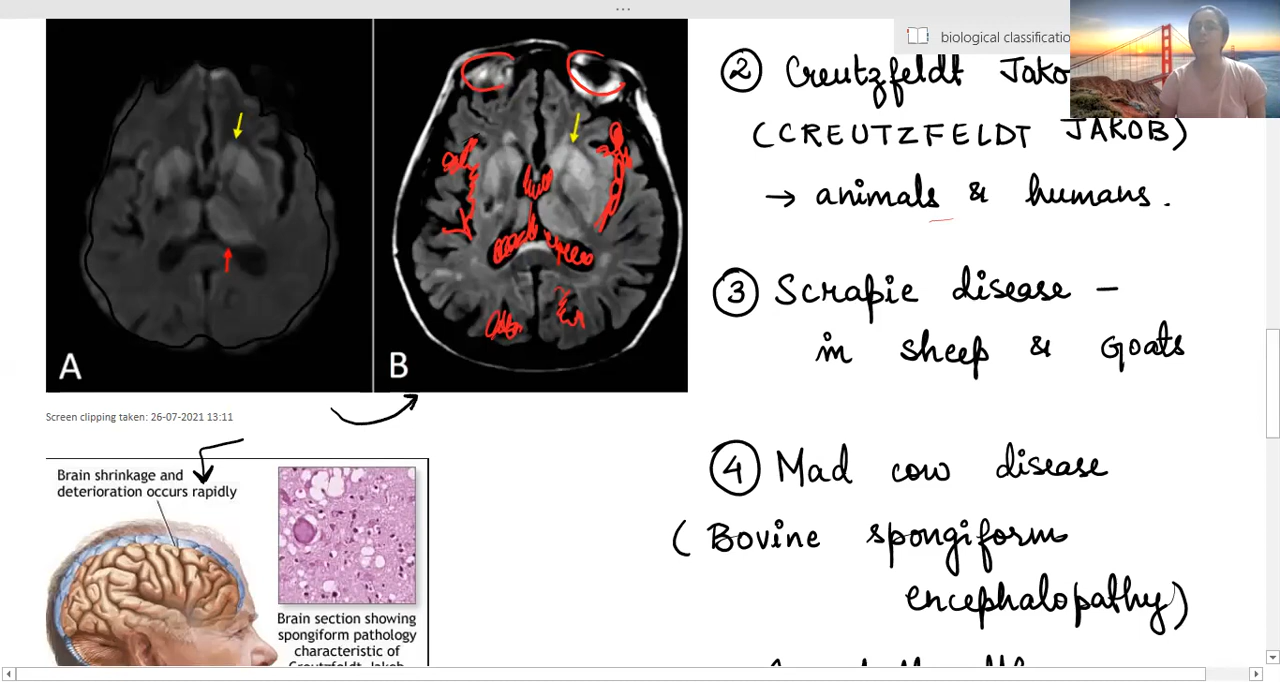 biological classificatio
② Creutzfeldt Jako
(CREUTZFELDT JAKOB)
→ animals & humans.
③ Scrapie disease –
in sheep & Goats
④ Mad cow disease
(Bovine spongiform
encephalopathy)
A
B
Screen clipping taken: 26-07-2021 13:11
Brain shrinkage and
deterioration occurs rapidly
Brain section showing
spongiform pathology
characteristic of
Creutzfeldt-Jakob